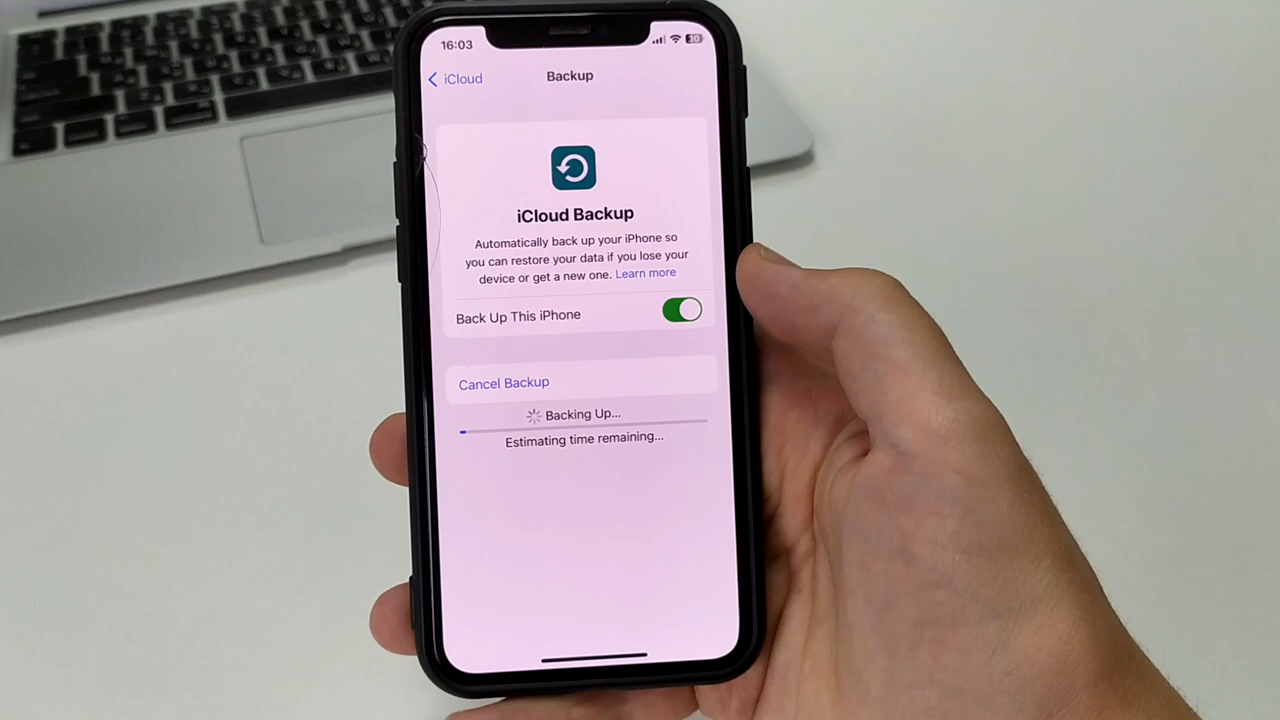 16:03
30
iCloud
Backup
iCloud Backup
Automatically back up your iPhone so
you can restore your data if you lose your
device or get a new one. Learn more
Back Up This iPhone
Cancel Backup
Backing Up...
Estimating time remaining...